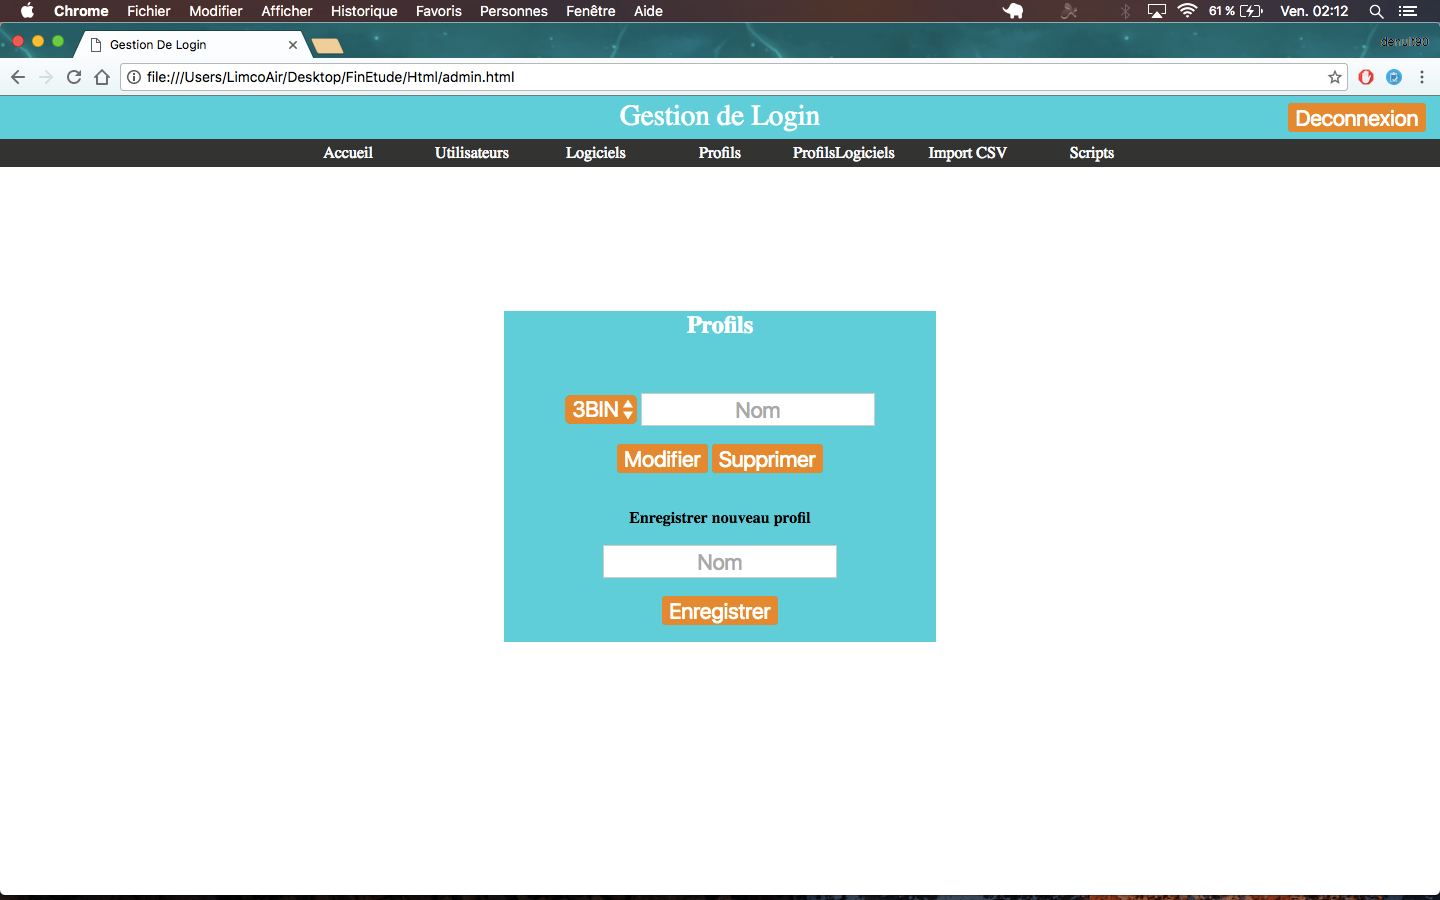 Chrome Fichier Modifier Afficher Historique Favoris Personnes Fenêtre Aide 61 % Ven. 02:12
Gestion De Login
file:///Users/LimcoAir/Desktop/FinEtude/Html/admin.html
Gestion de Login
Deconnexion
Accueil Utilisateurs Logiciels Profils ProfilsLogiciels Import CSV Scripts
Profils
3BIN Nom
Modifier Supprimer
Enregistrer nouveau profil
Nom
Enregistrer